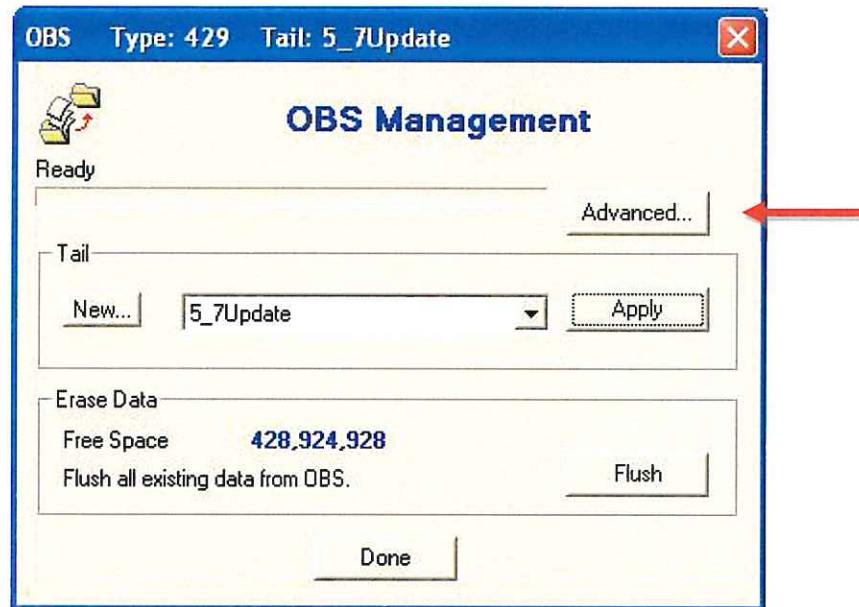 OBS Type: 429 Tail: 5_7Update
OBS Management
Ready
Advanced...
Tail
New...
5_7Update
Apply
Erase Data
Free Space 428,924,928
Flush all existing data from OBS.
Flush
Done